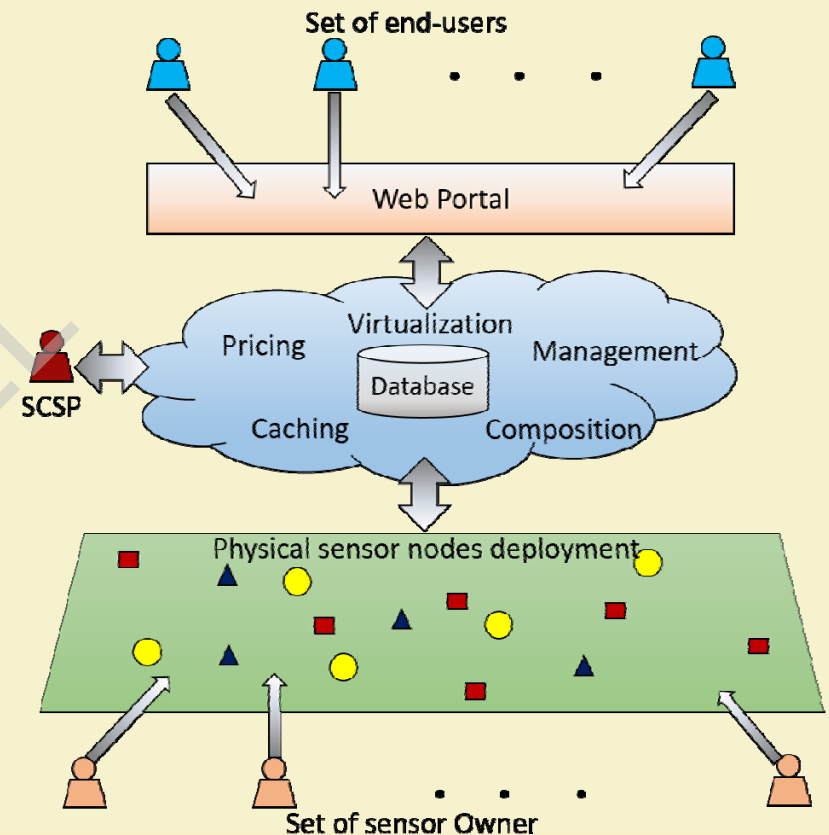 Set of end-users
Web Portal
Virtualization
Pricing
Management
Database
SCSP
Caching
Composition
Physical sensor nodes deployment
Set of sensor Owner